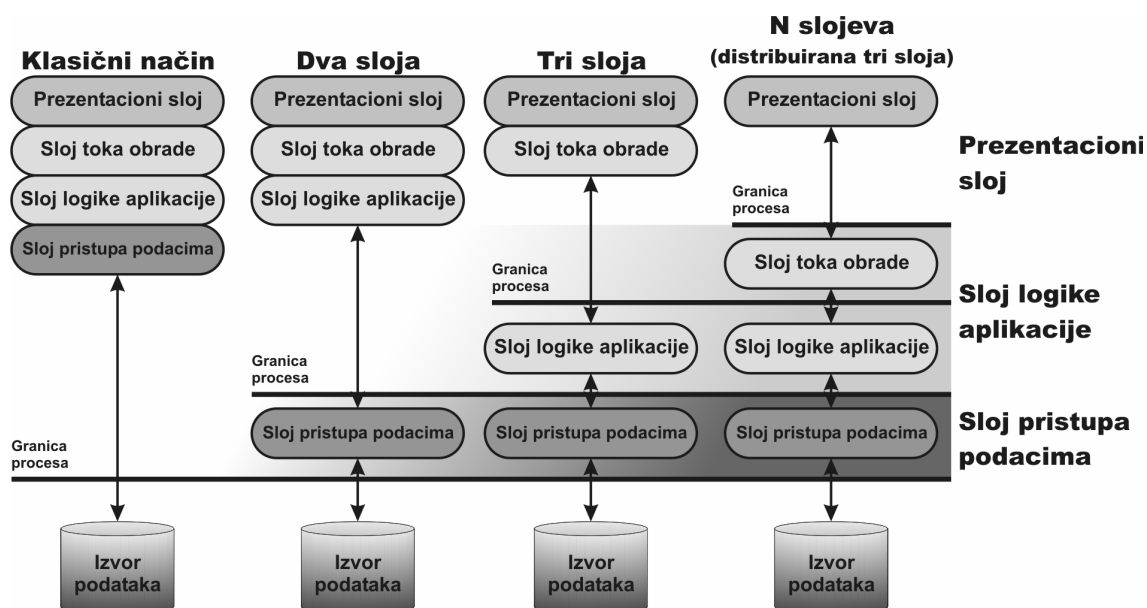 Klasični način
Prezentacioni sloj
Sloj toka obrade
Sloj logike aplikacije
Sloj pristupa podacima
Granica
procesa
Izvor
podataka
Dva sloja
Prezentacioni sloj
Sloj toka obrade
Sloj logike aplikacije
Granica
procesa
Sloj pristupa podacima
Izvor
podataka
Tri sloja
Prezentacioni sloj
Sloj toka obrade
Granica
procesa
Sloj logike aplikacije
Sloj pristupa podacima
Izvor
podataka
N slojeva
(distribuirana tri sloja)
Prezentacioni sloj
Granica
procesa
Sloj toka obrade
Sloj logike aplikacije
Sloj pristupa podacima
Izvor
podataka
Prezentacioni
sloj
Sloj logike
aplikacije
Sloj pristupa
podacima